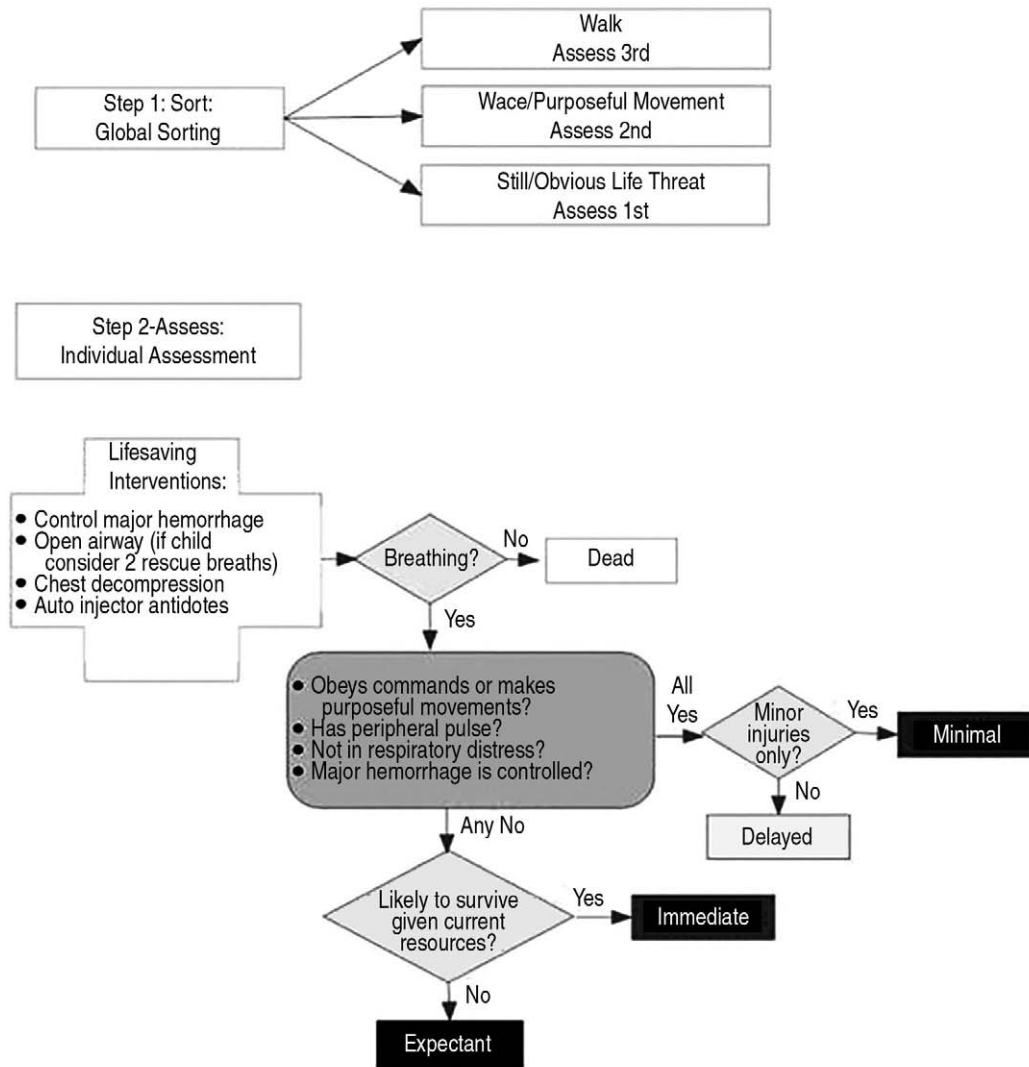 Walk
Assess 3rd
Step 1: Sort:
Global Sorting
Wace/Purposeful Movement
Assess 2nd
Still/Obvious Life Threat
Assess 1st
Step 2-Assess:
Individual Assessment
Lifesaving
Interventions:
• Control major hemorrhage
• Open airway (if child
consider 2 rescue breaths)
• Chest decompression
• Auto injector antidotes
Breathing?
No
Dead
Yes
• Obeys commands or makes
purposeful movements?
• Has peripheral pulse?
• Not in respiratory distress?
• Major hemorrhage is controlled?
All
Yes
Minor
injuries
only?
Yes
Minimal
No
Delayed
Any No
Likely to survive
given current
resources?
Yes
Immediate
No
Expectant